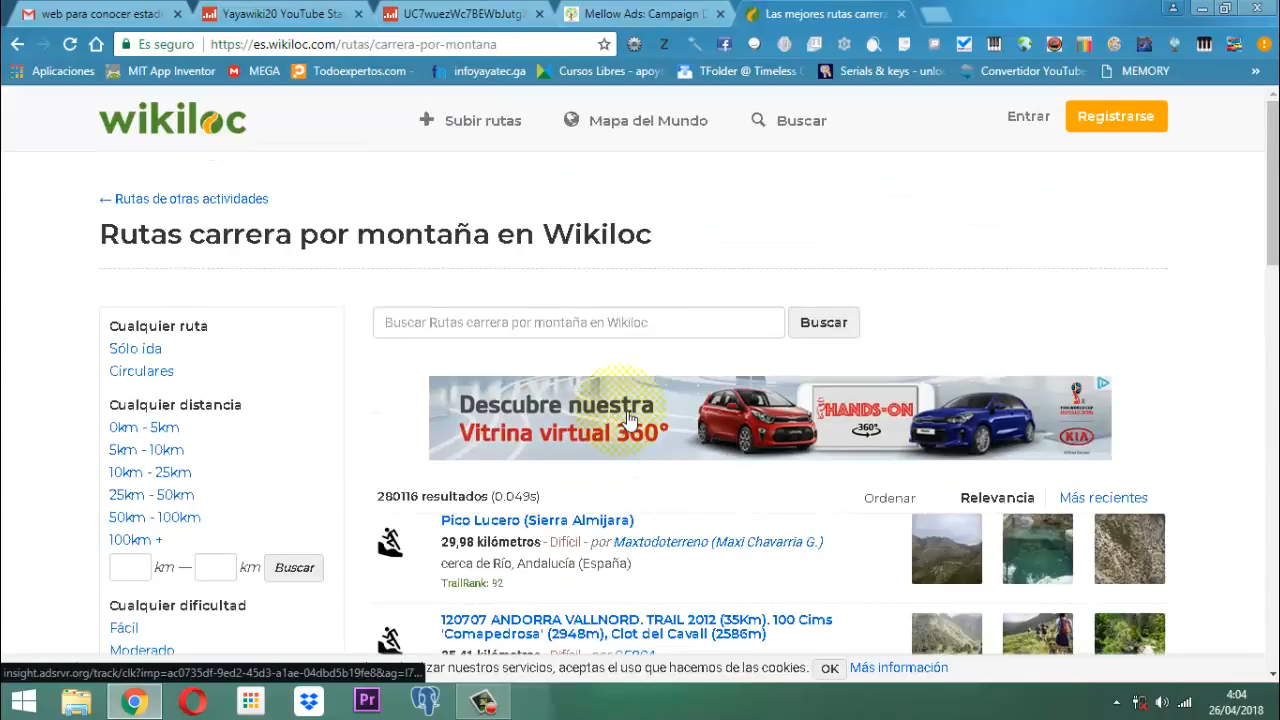 web para conocer estad
Yayawiki20 YouTube Sta
UC7wuezWc7BEWbJutg7
Mellow Ads: Campaign D
Las mejores rutas carrera
Es seguro
https://es.wikiloc.com/rutas/carrera-por-montana
Aplicaciones
MIT App Inventor
MEGA
Todoexpertos.com -
infoyayatec.ga
Cursos Libres - apoyo
TFolder @ Timeless
Serials & keys - unloc
Convertidor YouTube
MEMORY
»
wikiloc
Subir rutas
Mapa del Mundo
Buscar
Entrar
Registrarse
← Rutas de otras actividades
Rutas carrera por montaña en Wikiloc
Cualquier ruta
Sólo ida
Circulares
Cualquier distancia
0km - 5km
5km - 10km
10km - 25km
25km - 50km
50km - 100km
100km +
km — km Buscar
Cualquier dificultad
Fácil
Moderado
Buscar Rutas carrera por montaña en Wikiloc
Buscar
Descubre nuestra
Vitrina virtual 360°
HANDS-ON
360°
KIA
280116 resultados (0.049s)
Ordenar
Relevancia
Más recientes
Pico Lucero (Sierra Almijara)
29,98 kilómetros - Difícil - por Maxtodoterreno (Maxi Chavarria G.)
cerca de Río, Andalucía (España)
TrailRank: 92
120707 ANDORRA VALLNORD. TRAIL 2012 (35Km). 100 Cims
'Comapedrosa' (2948m), Clot del Cavall (2586m)
zar nuestros servicios, aceptas el uso que hacemos de las cookies.
OK
Más información
insight.adsrvr.org/track/clk?imp=ac0735df-9ed2-45d3-a1ae-04dbd5b19fe8&ag=l7...
Pr
4:04
26/04/2018